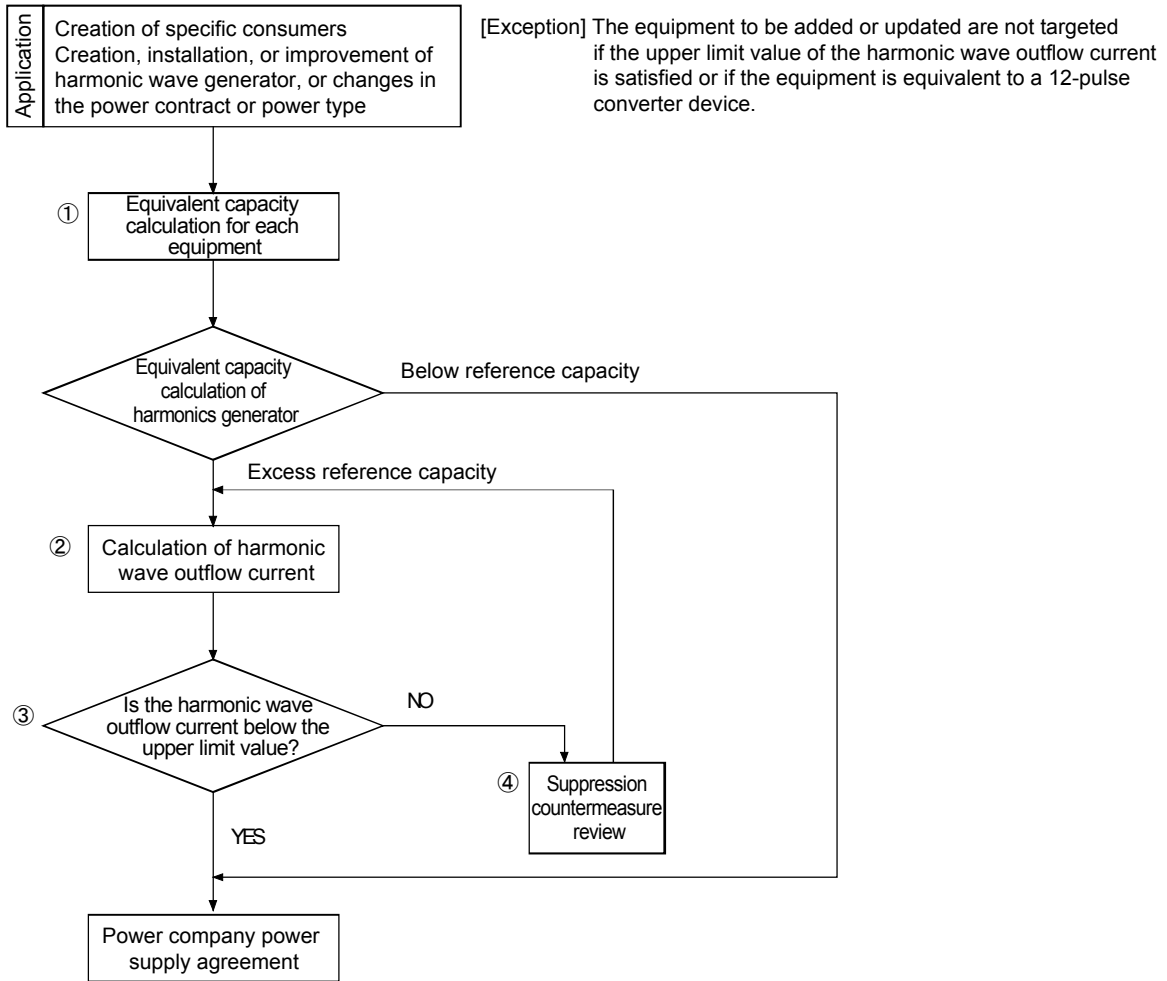 Application
Creation of specific consumers
Creation, installation, or improvement of
harmonic wave generator, or changes in
the power contract or power type
[Exception] The equipment to be added or updated are not targeted
if the upper limit value of the harmonic wave outflow current
is satisfied or if the equipment is equivalent to a 12-pulse
converter device.
①
Equivalent capacity
calculation for each
equipment
Equivalent capacity
calculation of
harmonics generator
Below reference capacity
Excess reference capacity
②
Calculation of harmonic
wave outflow current
③
Is the harmonic wave
outflow current below the
upper limit value?
NO
④
Suppression
countermeasure
review
YES
Power company power
supply agreement